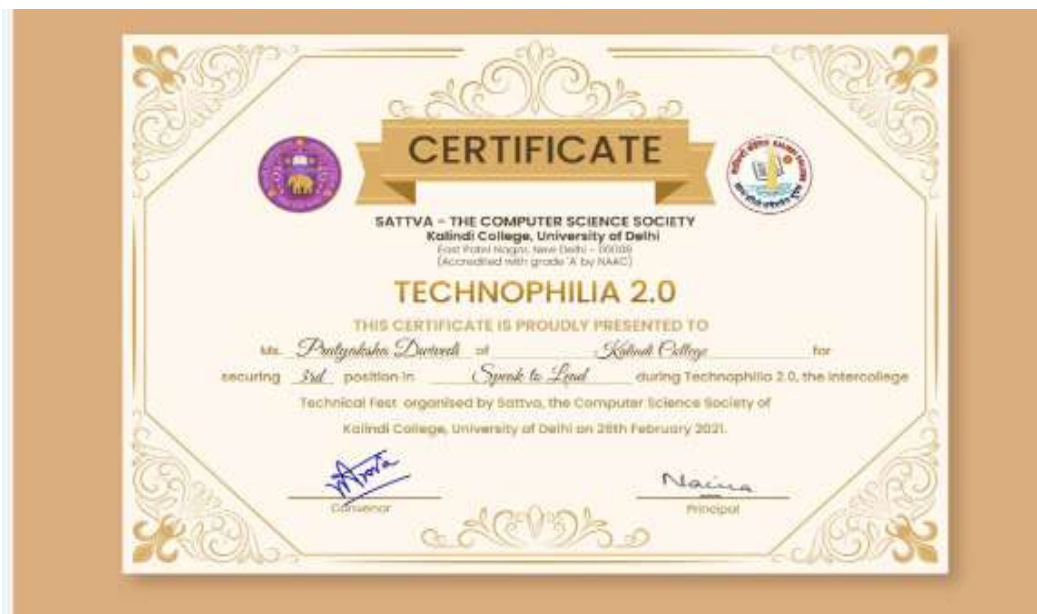 CERTIFICATE
SATTVA - THE COMPUTER SCIENCE SOCIETY
Kalindi College, University of Delhi
East Patel Nagar, New Delhi - 110008
(Accredited with grade 'A' by NAAC)
TECHNOPHILIA 2.0
THIS CERTIFICATE IS PROUDLY PRESENTED TO
Ms. Pratyaksha Dwivedi of Kalindi College for
securing 3rd position in Speak to Lead during Technophilia 2.0, the intercollege
Technical Fest organised by Sattva, the Computer Science Society of
Kalindi College, University of Delhi on 26th February 2021.
Naina
Convenor
Principal